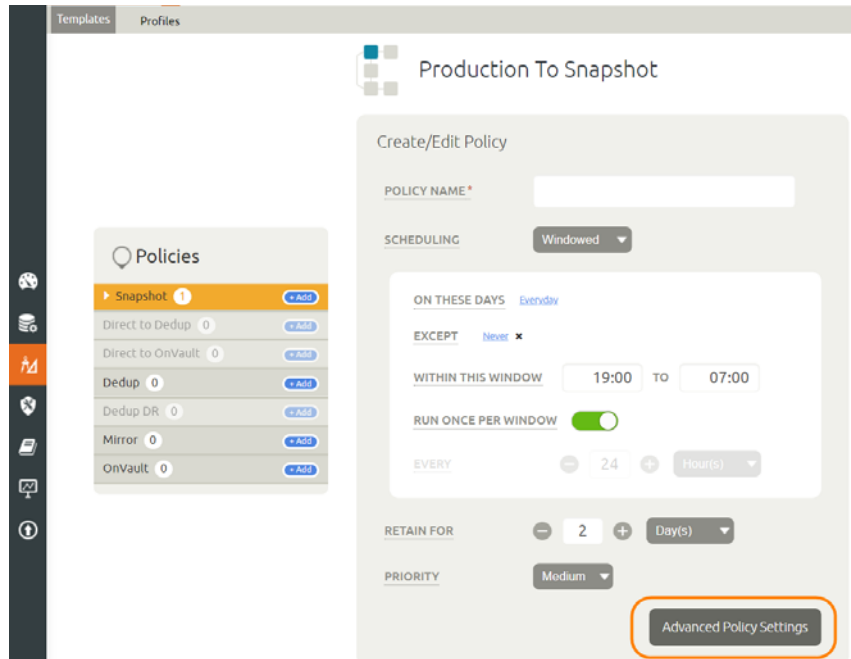 Templates Profiles
Production To Snapshot
Create/Edit Policy
POLICY NAME*
SCHEDULING Windowed
Policies
Snapshot 1 + Add
Direct to Dedup 0 + Add
Direct to OnVault 0 + Add
Dedup 0 + Add
Dedup DR 0 + Add
Mirror 0 + Add
OnVault 0 + Add
ON THESE DAYS Everyday
EXCEPT Never ×
WITHIN THIS WINDOW 19:00 TO 07:00
RUN ONCE PER WINDOW
EVERY 24 Hour(s)
RETAIN FOR 2 Day(s)
PRIORITY Medium
Advanced Policy Settings